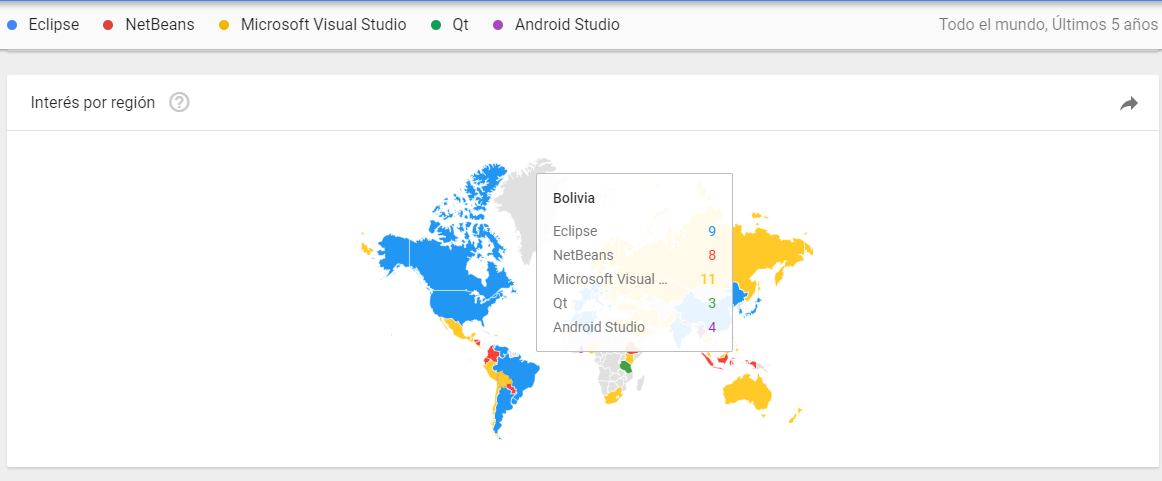 Eclipse NetBeans Microsoft Visual Studio Qt Android Studio Todo el mundo, Últimos 5 años
Interés por región ?
Bolivia
Eclipse 9
NetBeans 8
Microsoft Visual ... 11
Qt 3
Android Studio 4